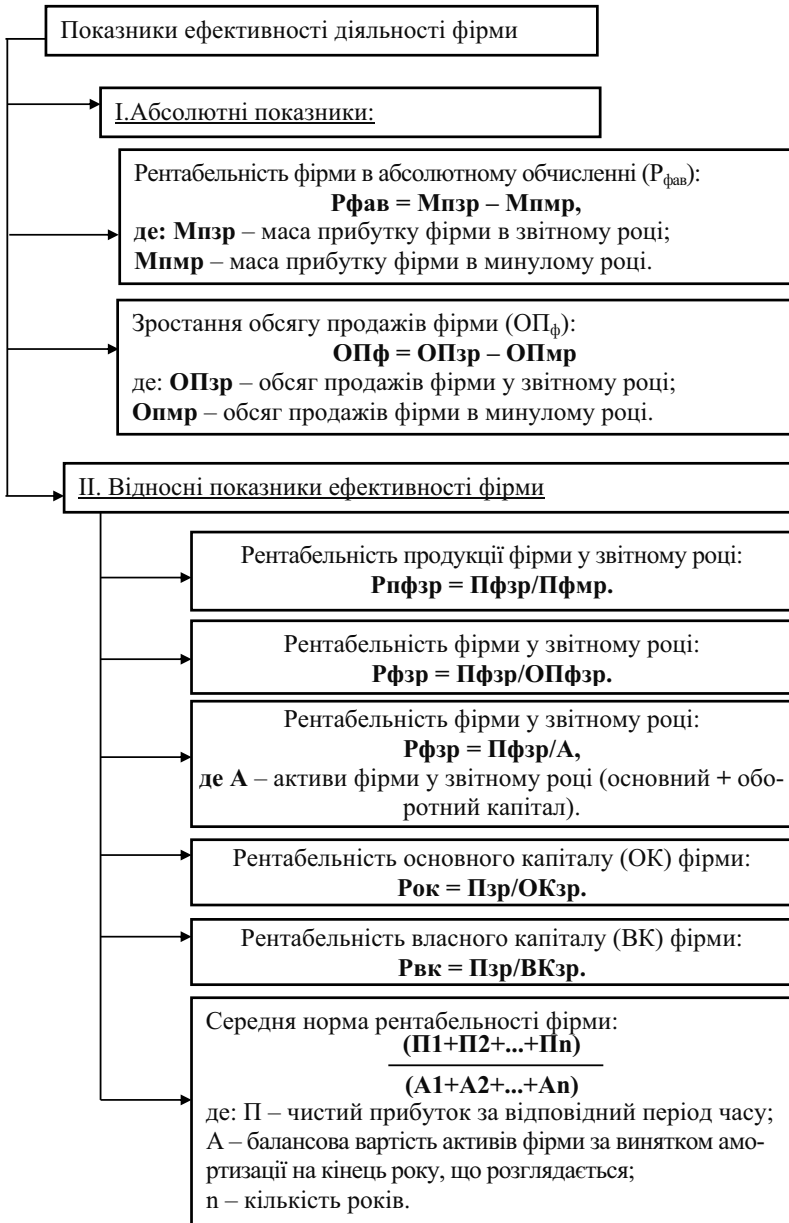 Показники ефективності діяльності фірми
І.Абсолютні показники:
Рентабельність фірми в абсолютному обчисленні (Рфав):
Рфав = Мпзр – Мпмр,
де: Мпзр – маса прибутку фірми в звітному році;
Мпмр – маса прибутку фірми в минулому році.
Зростання обсягу продажів фірми (ОПф):
ОПф = ОПзр – ОПмр
де: ОПзр – обсяг продажів фірми у звітному році;
Опмр – обсяг продажів фірми в минулому році.
ІІ. Відносні показники ефективності фірми
Рентабельність продукції фірми у звітному році:
Рпфзр = Пфзр/Пфмр.
Рентабельність фірми у звітному році:
Рфзр = Пфзр/ОПфзр.
Рентабельність фірми у звітному році:
Рфзр = Пфзр/А,
де А – активи фірми у звітному році (основний + обо-
ротний капітал).
Рентабельність основного капіталу (ОК) фірми:
Рок = Пзр/ОКзр.
Рентабельність власного капіталу (ВК) фірми:
Рвк = Пзр/ВКзр.
Середня норма рентабельності фірми:
(П1+П2+...+Пn)
(А1+А2+...+Аn)
де: П – чистий прибуток за відповідний період часу;
А – балансова вартість активів фірми за винятком амо-
ртизації на кінець року, що розглядається;
n – кількість років.